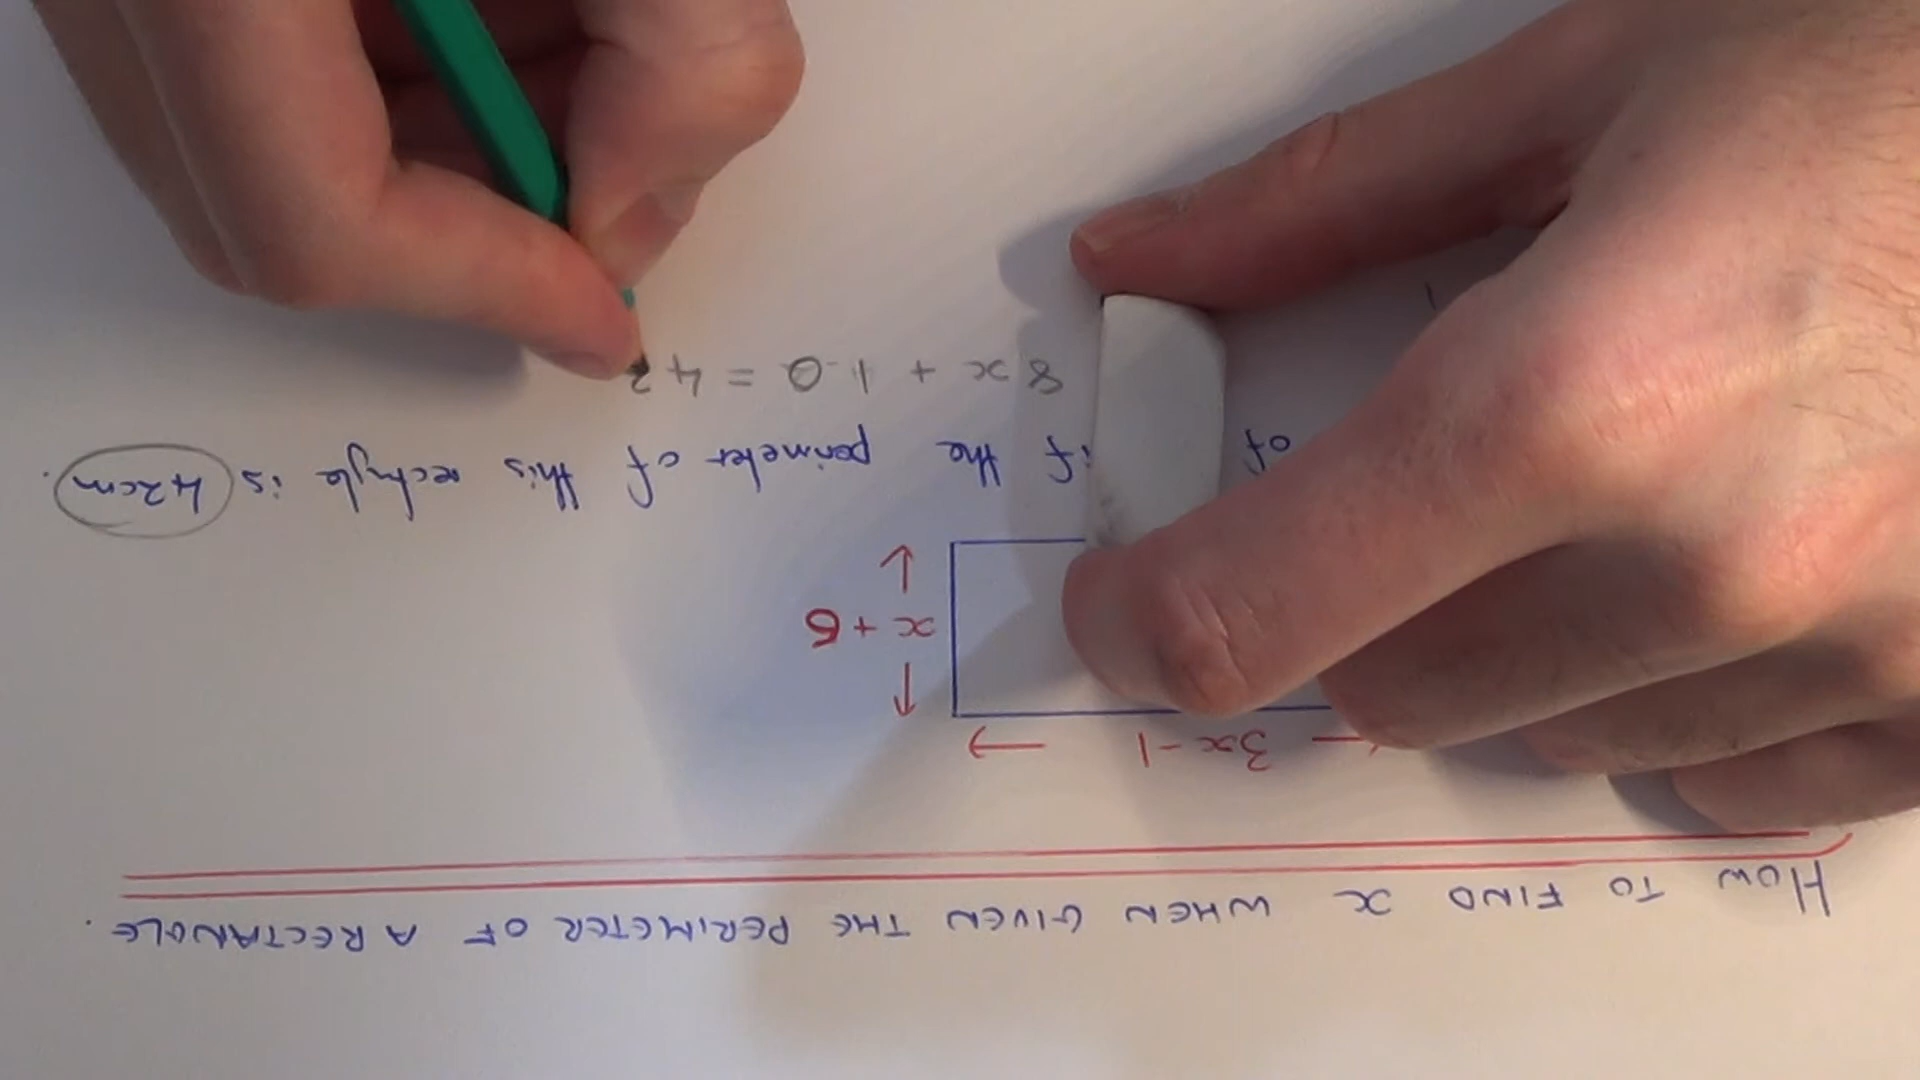 HOW TO FIND x WHEN GIVEN THE PERIMETER OF A RECTANGLE.
3x-1
x+6
of if the perimeter of this rectngle is 42cm.
8x + 10 = 42